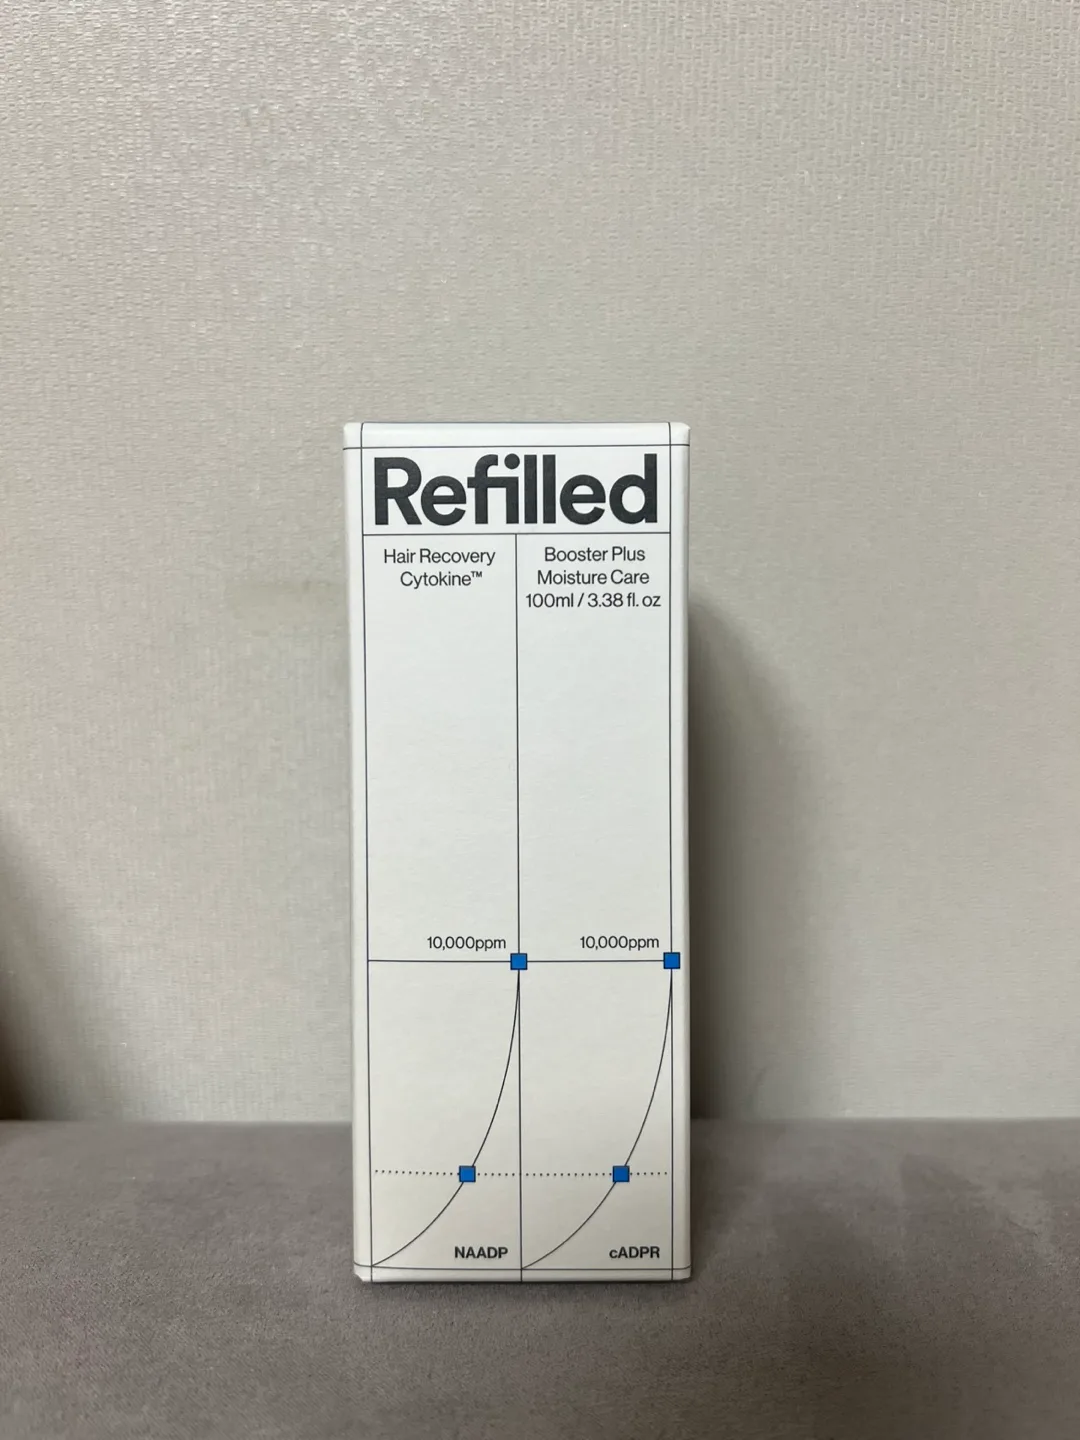 Refilled
Hair Recovery
Cytokine™
Booster Plus
Moisture Care
100ml / 3.38 fl. oz
10,000ppm
10,000ppm
NAADP
cADPR